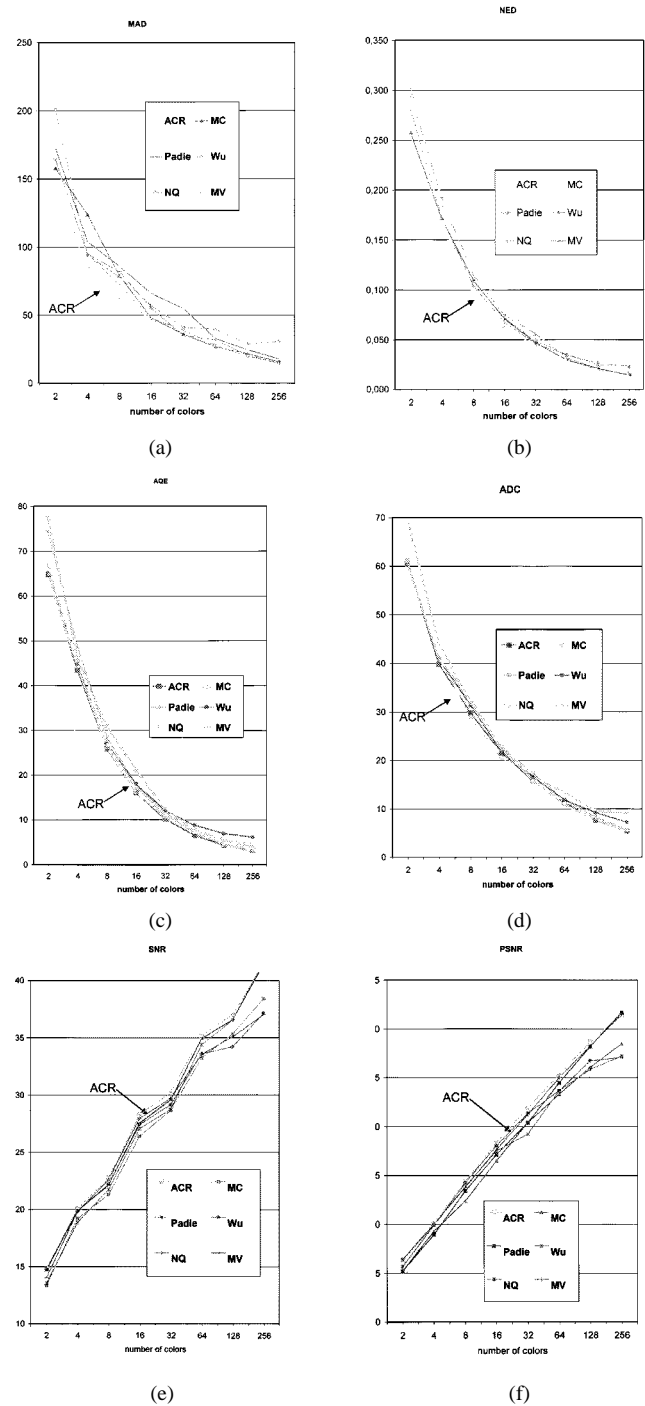 MAD
250
200
150
100
50
0
ACR MC
Padie Wu
NQ MV
ACR
2 4 8 16 32 64 128 256
number of colors
(a)
NED
0,350
0,300
0,250
0,200
0,150
0,100
0,050
0,000
ACR MC
Padie Wu
NQ MV
ACR
2 4 8 16 32 64 128 256
number of colors
(b)
AQE
80
70
60
50
40
30
20
10
0
ACR MC
Padie Wu
NQ MV
ACR
2 4 8 16 32 64 128 256
number of colors
(c)
ADC
70
60
50
40
30
20
10
0
ACR MC
Padie Wu
NQ MV
ACR
2 4 8 16 32 64 128 256
number of colors
(d)
SNR
40
35
30
25
20
15
10
ACR
ACR MC
Padie Wu
NQ MV
2 4 8 16 32 64 128 256
number of colors
(e)
PSNR
5
0
5
0
5
0
5
0
ACR
ACR MC
Padie Wu
NQ MV
2 4 8 16 32 64 128 256
number of colors
(f)